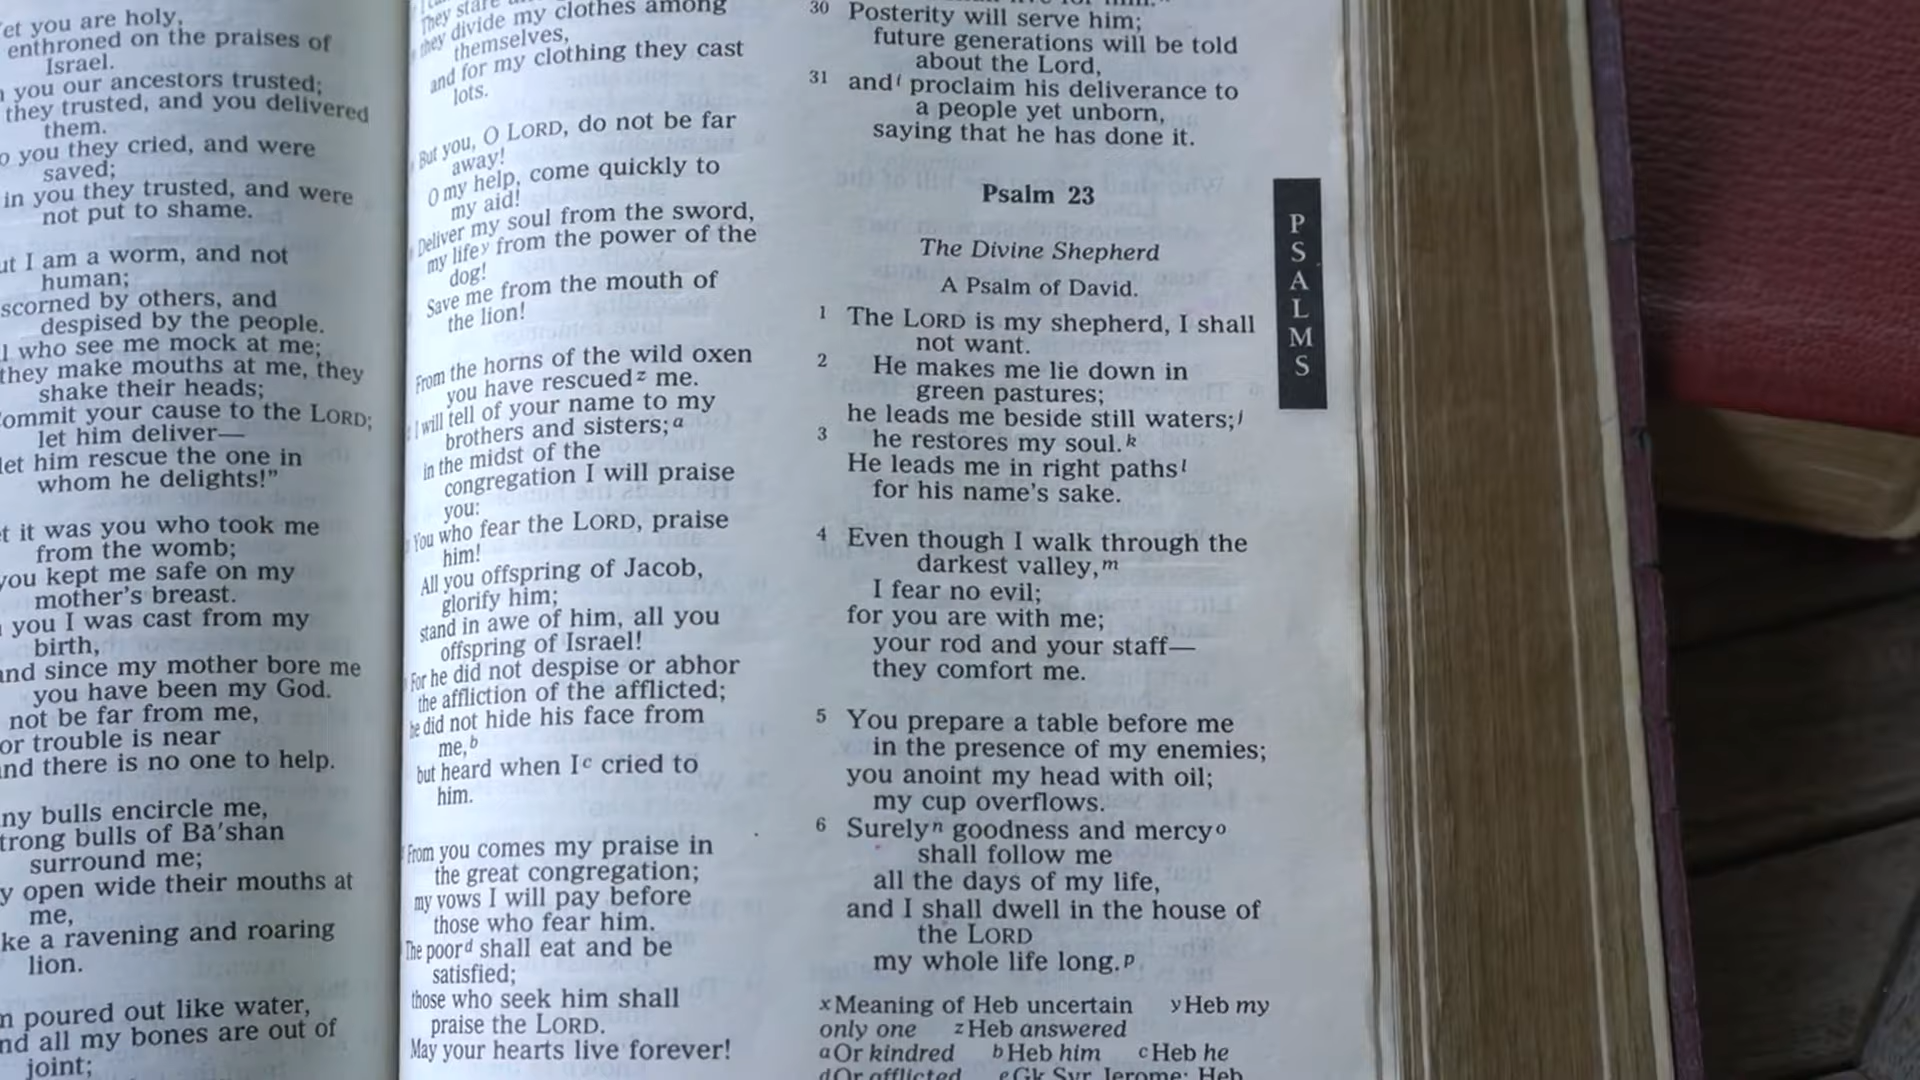 et you are holy,
enthroned on the praises of
Israel.
you our ancestors trusted;
they trusted, and you delivered
them.
you they cried, and were
saved;
in you they trusted, and were
not put to shame.
I am a worm, and not
human;
scorned by others, and
despised by the people.
who see me mock at me;
they make mouths at me, they
shake their heads;
ommit your cause to the LORD;
let him deliver—
let him rescue the one in
whom he delights!”
it was you who took me
from the womb;
you kept me safe on my
mother’s breast.
you I was cast from my
birth,
and since my mother bore me
you have been my God.
not be far from me,
or trouble is near
and there is no one to help.
ny bulls encircle me,
trong bulls of Bā′shan
surround me;
y open wide their mouths at
me,
ke a ravening and roaring
lion.
poured out like water,
nd all my bones are out of
joint;
They stare
they divide my clothes among
themselves,
and for my clothing they cast
lots.
But you, O LORD, do not be far
away!
O my help, come quickly to
my aid!
Deliver my soul from the sword,
my life y from the power of the
dog!
Save me from the mouth of
the lion!
From the horns of the wild oxen
you have rescued z me.
I will tell of your name to my
brothers and sisters; a
in the midst of the
congregation I will praise
you:
You who fear the LORD, praise
him!
All you offspring of Jacob,
glorify him;
stand in awe of him, all you
offspring of Israel!
For he did not despise or abhor
the affliction of the afflicted;
he did not hide his face from
me, b
but heard when I c cried to
him.
From you comes my praise in
the great congregation;
my vows I will pay before
those who fear him.
The poor d shall eat and be
satisfied;
those who seek him shall
praise the LORD.
May your hearts live forever!
30 Posterity will serve him;
future generations will be told
about the Lord,
31 and i proclaim his deliverance to
a people yet unborn,
saying that he has done it.
Psalm 23
The Divine Shepherd
A Psalm of David.
1 The LORD is my shepherd, I shall
not want.
2 He makes me lie down in
green pastures;
he leads me beside still waters; j
3 he restores my soul. k
He leads me in right paths l
for his name’s sake.
4 Even though I walk through the
darkest valley, m
I fear no evil;
for you are with me;
your rod and your staff—
they comfort me.
5 You prepare a table before me
in the presence of my enemies;
you anoint my head with oil;
my cup overflows.
6 Surely n goodness and mercy o
shall follow me
all the days of my life,
and I shall dwell in the house of
the LORD
my whole life long. p
x Meaning of Heb uncertain y Heb my
only one z Heb answered
a Or kindred b Heb him c Heb he
d Or afflicted e Gk Syr Jerome: Heb
PSALMS